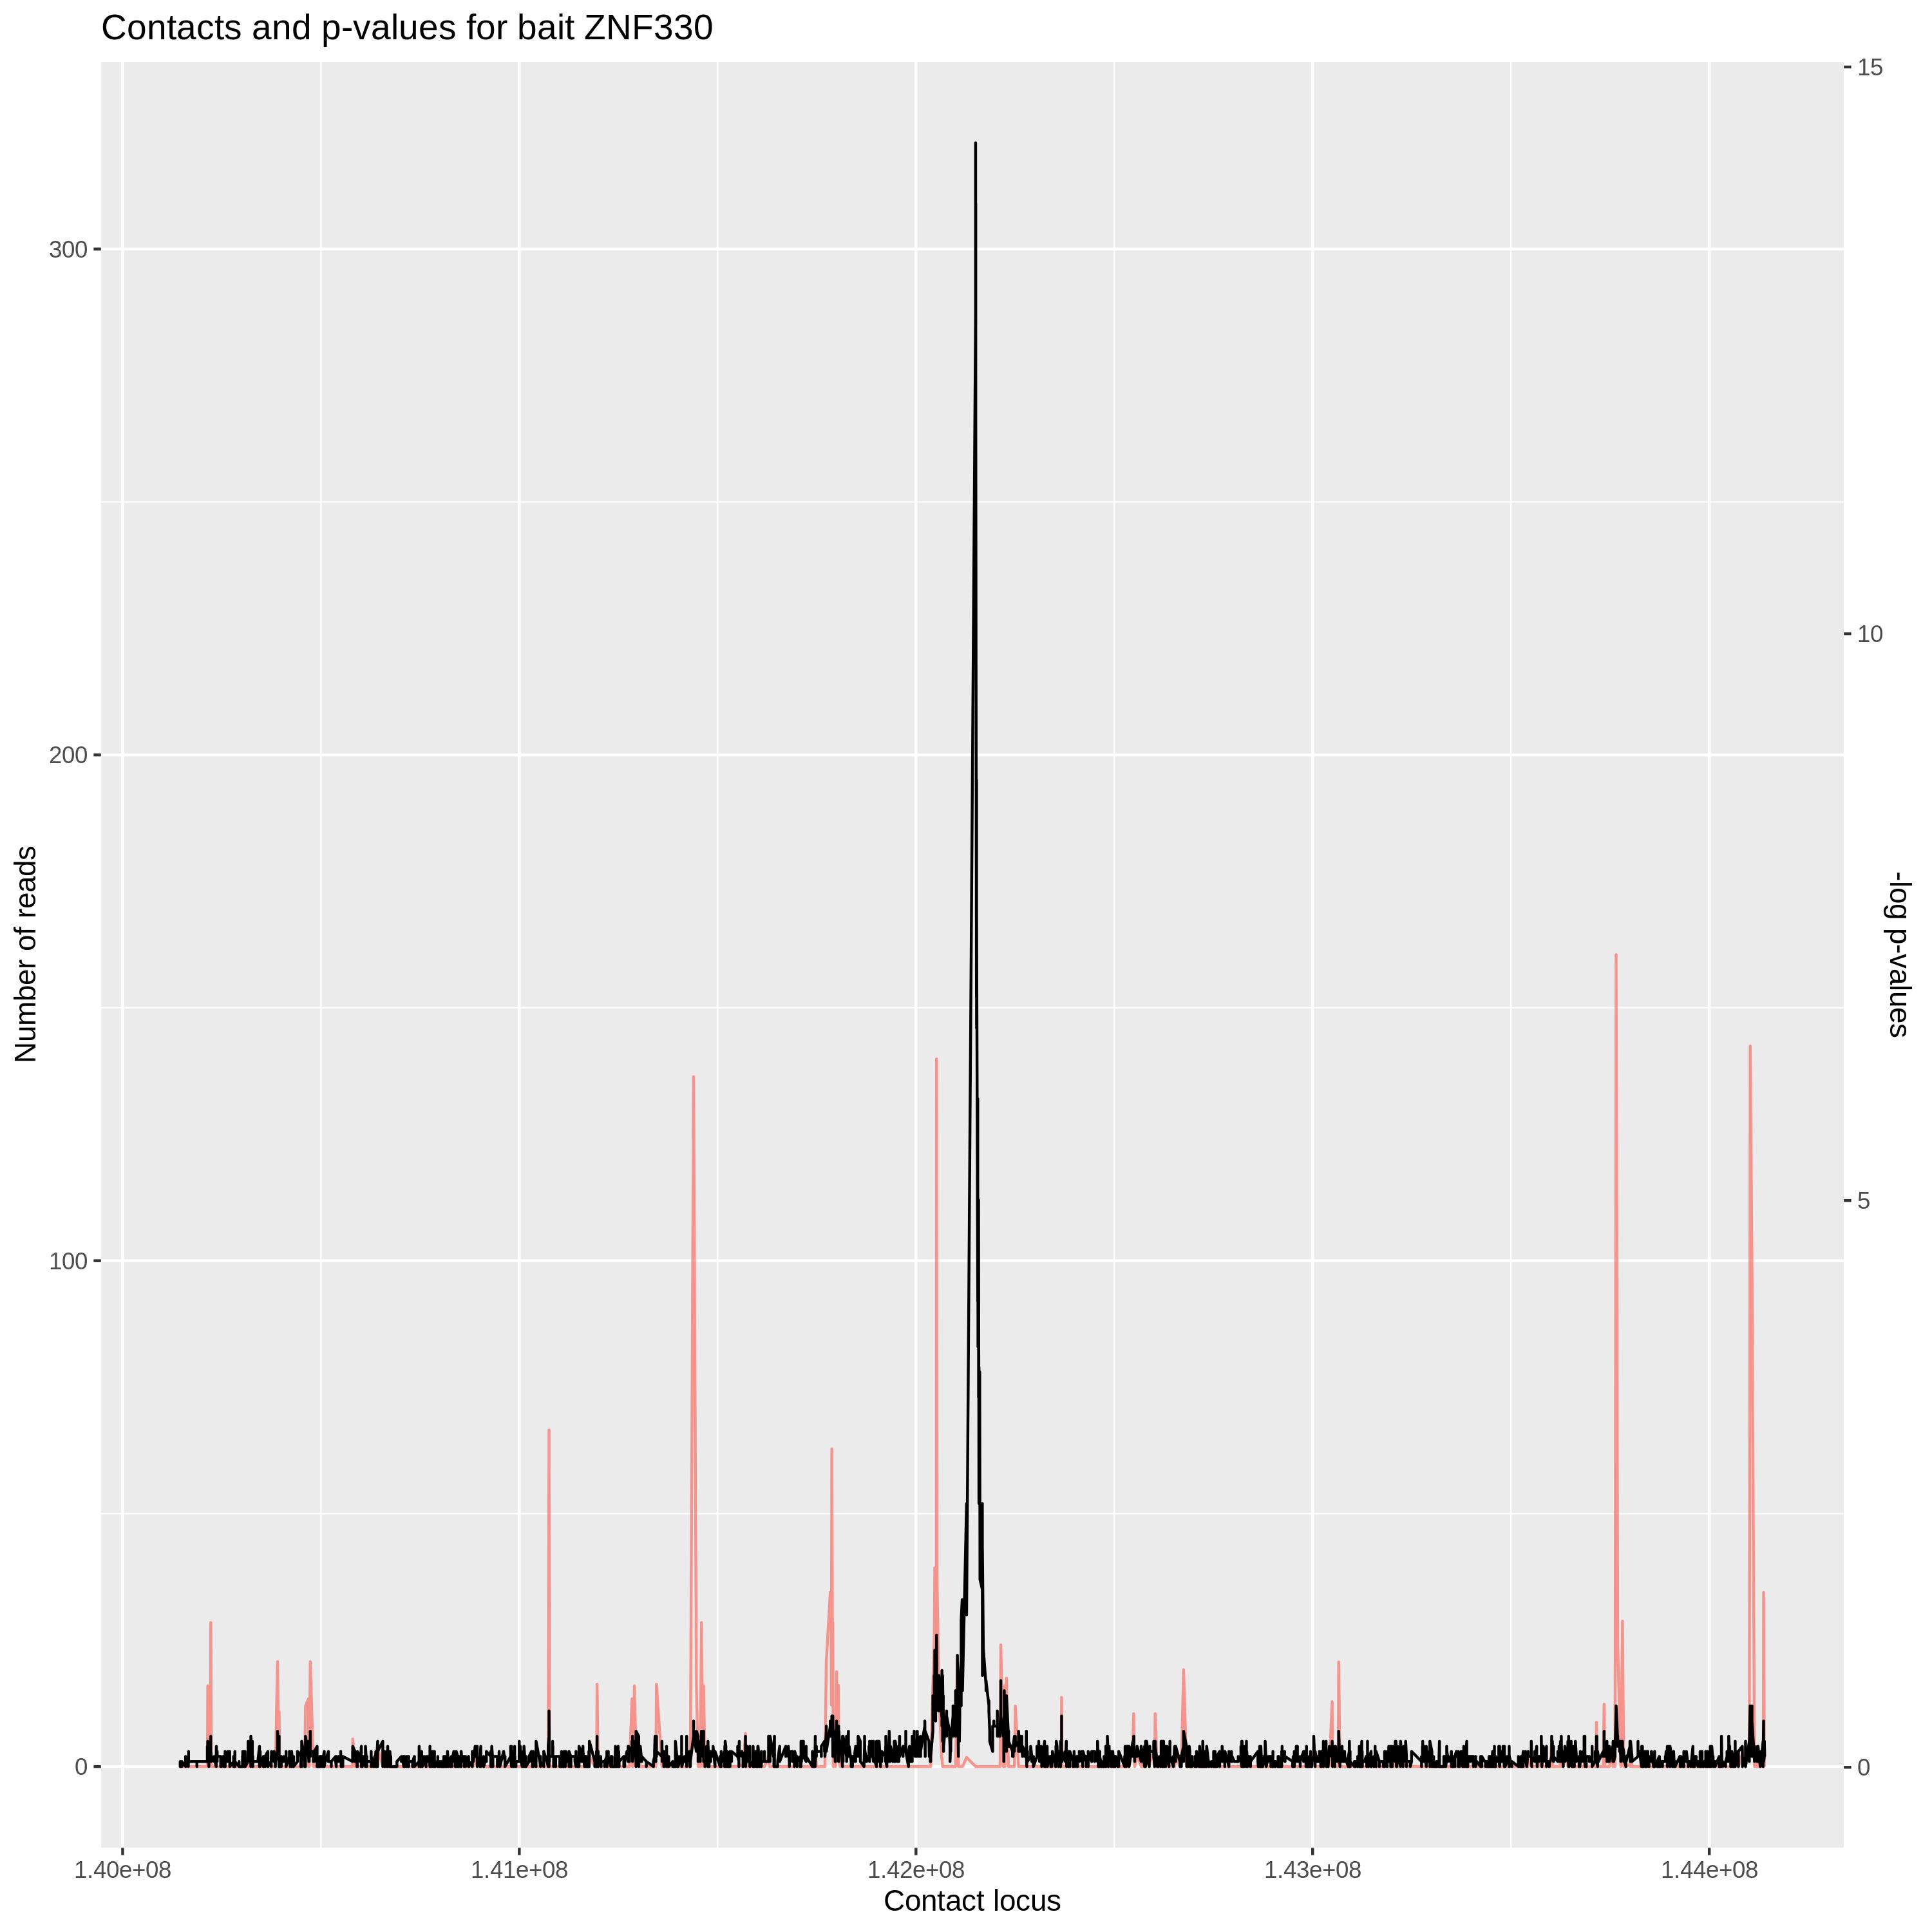 Contacts and p-values for bait ZNF330
15
300
10
200
Number of reads
-log p-values
5
100
0
0
1.40e+08
1.41e+08
1.42e+08
1.43e+08
1.44e+08
Contact locus